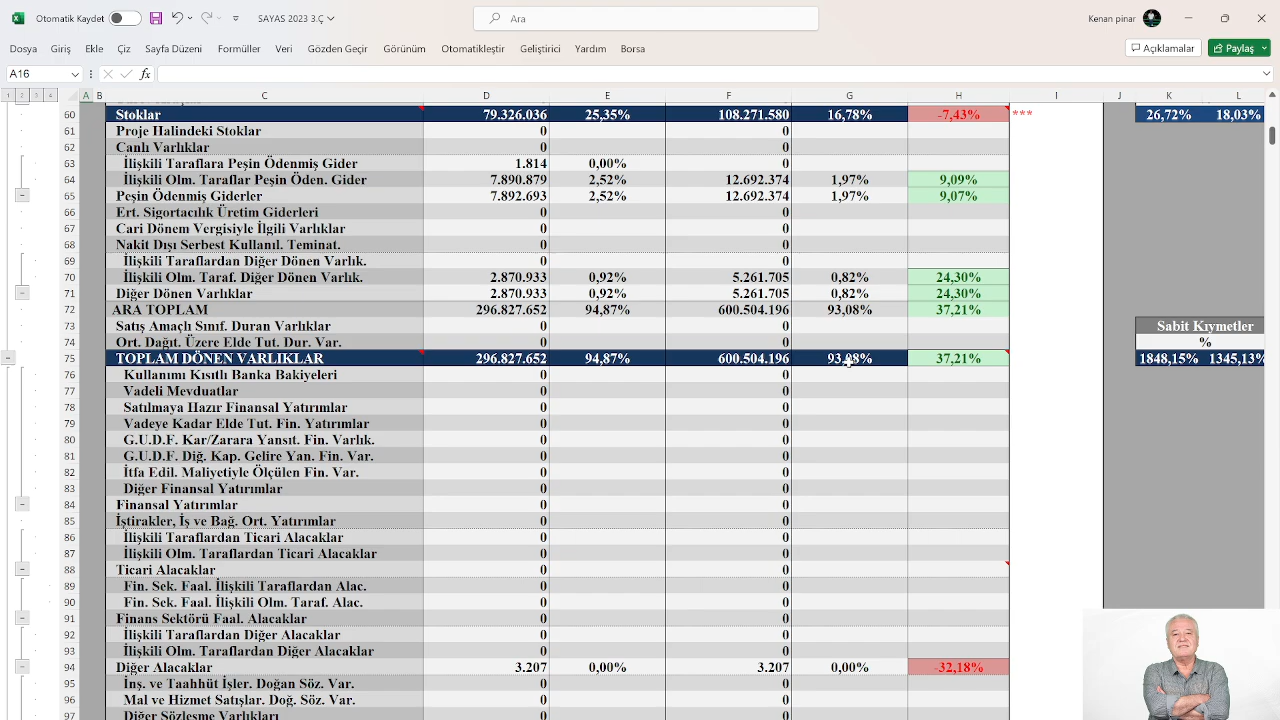 Otomatik Kaydet SAYAS 2023 3.Ç Ara Kenan pinar
Dosya Giriş Ekle Çiz Sayfa Düzeni Formüller Veri Gözden Geçir Görünüm Otomatikleştir Geliştirici Yardım Borsa Açıklamalar Paylaş
A16 fx
1 2 3 4 A B C D E F G H I J K L
60 Stoklar 79.326.036 25,35% 108.271.580 16,78% -7,43% *** 26,72% 18,03%
61 Proje Halindeki Stoklar 0 0
62 Canlı Varlıklar 0 0
63 İlişkili Taraflara Peşin Ödenmiş Gider 1.814 0,00% 0
64 İlişkili Olm. Taraflar Peşin Öden. Gider 7.890.879 2,52% 12.692.374 1,97% 9,09%
65 Peşin Ödenmiş Giderler 7.892.693 2,52% 12.692.374 1,97% 9,07%
66 Ert. Sigortacılık Üretim Giderleri 0 0
67 Cari Dönem Vergisiyle İlgili Varlıklar 0 0
68 Nakit Dışı Serbest Kullanıl. Teminat. 0 0
69 İlişkili Taraflardan Diğer Dönen Varlık. 0 0
70 İlişkili Olm. Taraf. Diğer Dönen Varlık. 2.870.933 0,92% 5.261.705 0,82% 24,30%
71 Diğer Dönen Varlıklar 2.870.933 0,92% 5.261.705 0,82% 24,30%
72 ARA TOPLAM 296.827.652 94,87% 600.504.196 93,08% 37,21%
73 Satış Amaçlı Sınıf. Duran Varlıklar 0 0 Sabit Kıymetler
74 Ort. Dağıt. Üzere Elde Tut. Dur. Var. 0 0 %
75 TOPLAM DÖNEN VARLIKLAR 296.827.652 94,87% 600.504.196 93,08% 37,21% 1848,15% 1345,13%
76 Kullanımı Kısıtlı Banka Bakiyeleri 0 0
77 Vadeli Mevduatlar 0 0
78 Satılmaya Hazır Finansal Yatırımlar 0 0
79 Vadeye Kadar Elde Tut. Fin. Yatırımlar 0 0
80 G.U.D.F. Kar/Zarara Yansıt. Fin. Varlık. 0 0
81 G.U.D.F. Diğ. Kap. Gelire Yan. Fin. Var. 0 0
82 İtfa Edil. Maliyetiyle Ölçülen Fin. Var. 0 0
83 Diğer Finansal Yatırımlar 0 0
84 Finansal Yatırımlar 0 0
85 İştirakler, İş ve Bağ. Ort. Yatırımlar 0 0
86 İlişkili Taraflardan Ticari Alacaklar 0 0
87 İlişkili Olm. Taraflardan Ticari Alacaklar 0 0
88 Ticari Alacaklar 0 0
89 Fin. Sek. Faal. İlişkili Taraflardan Alac. 0 0
90 Fin. Sek. Faal. İlişkili Olm. Taraf. Alac. 0 0
91 Finans Sektörü Faal. Alacaklar 0 0
92 İlişkili Taraflardan Diğer Alacaklar 0 0
93 İlişkili Olm. Taraflardan Diğer Alacaklar 0 0
94 Diğer Alacaklar 3.207 0,00% 3.207 0,00% -32,18%
95 İnş. ve Taahhüt İşler. Doğan Söz. Var. 0 0
96 Mal ve Hizmet Satışlar. Doğ. Söz. Var. 0 0
97 Diğer Sözleşme Varlıkları 0 0